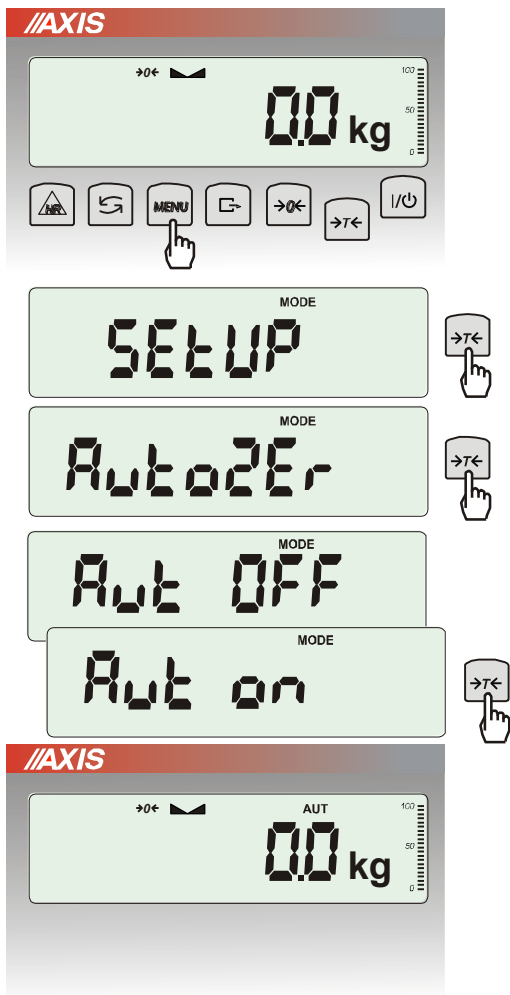 //AXIS
→0←
100
50
0
0.0 kg
HR MENU →0← →T← I/⏻
MODE
SEtUP
→T←
MODE
AutoZEr
→T←
MODE
Aut OFF
MODE
Aut on
→T←
//AXIS
→0← AUT
100
50
0
0.0 kg